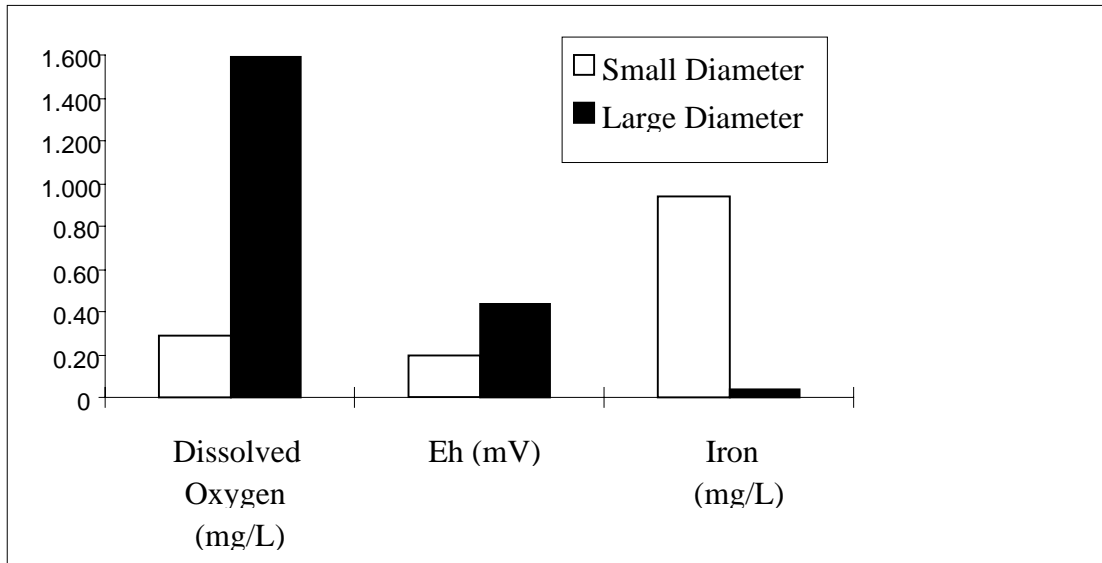 1.600
1.400
1.200
1.000
0.80
0.60
0.40
0.20
0
Small Diameter
Large Diameter
Dissolved
Oxygen
(mg/L)
Eh (mV)
Iron
(mg/L)